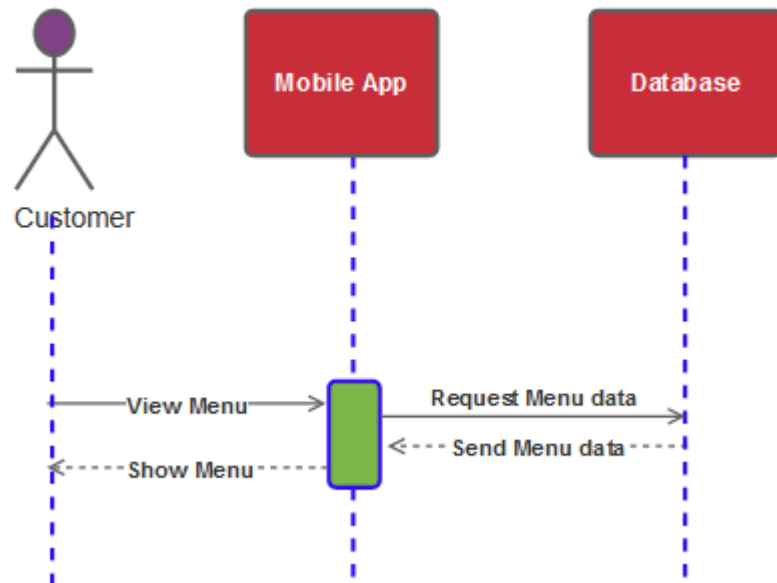 Mobile App
Database
Customer
View Menu
Request Menu data
Send Menu data
Show Menu